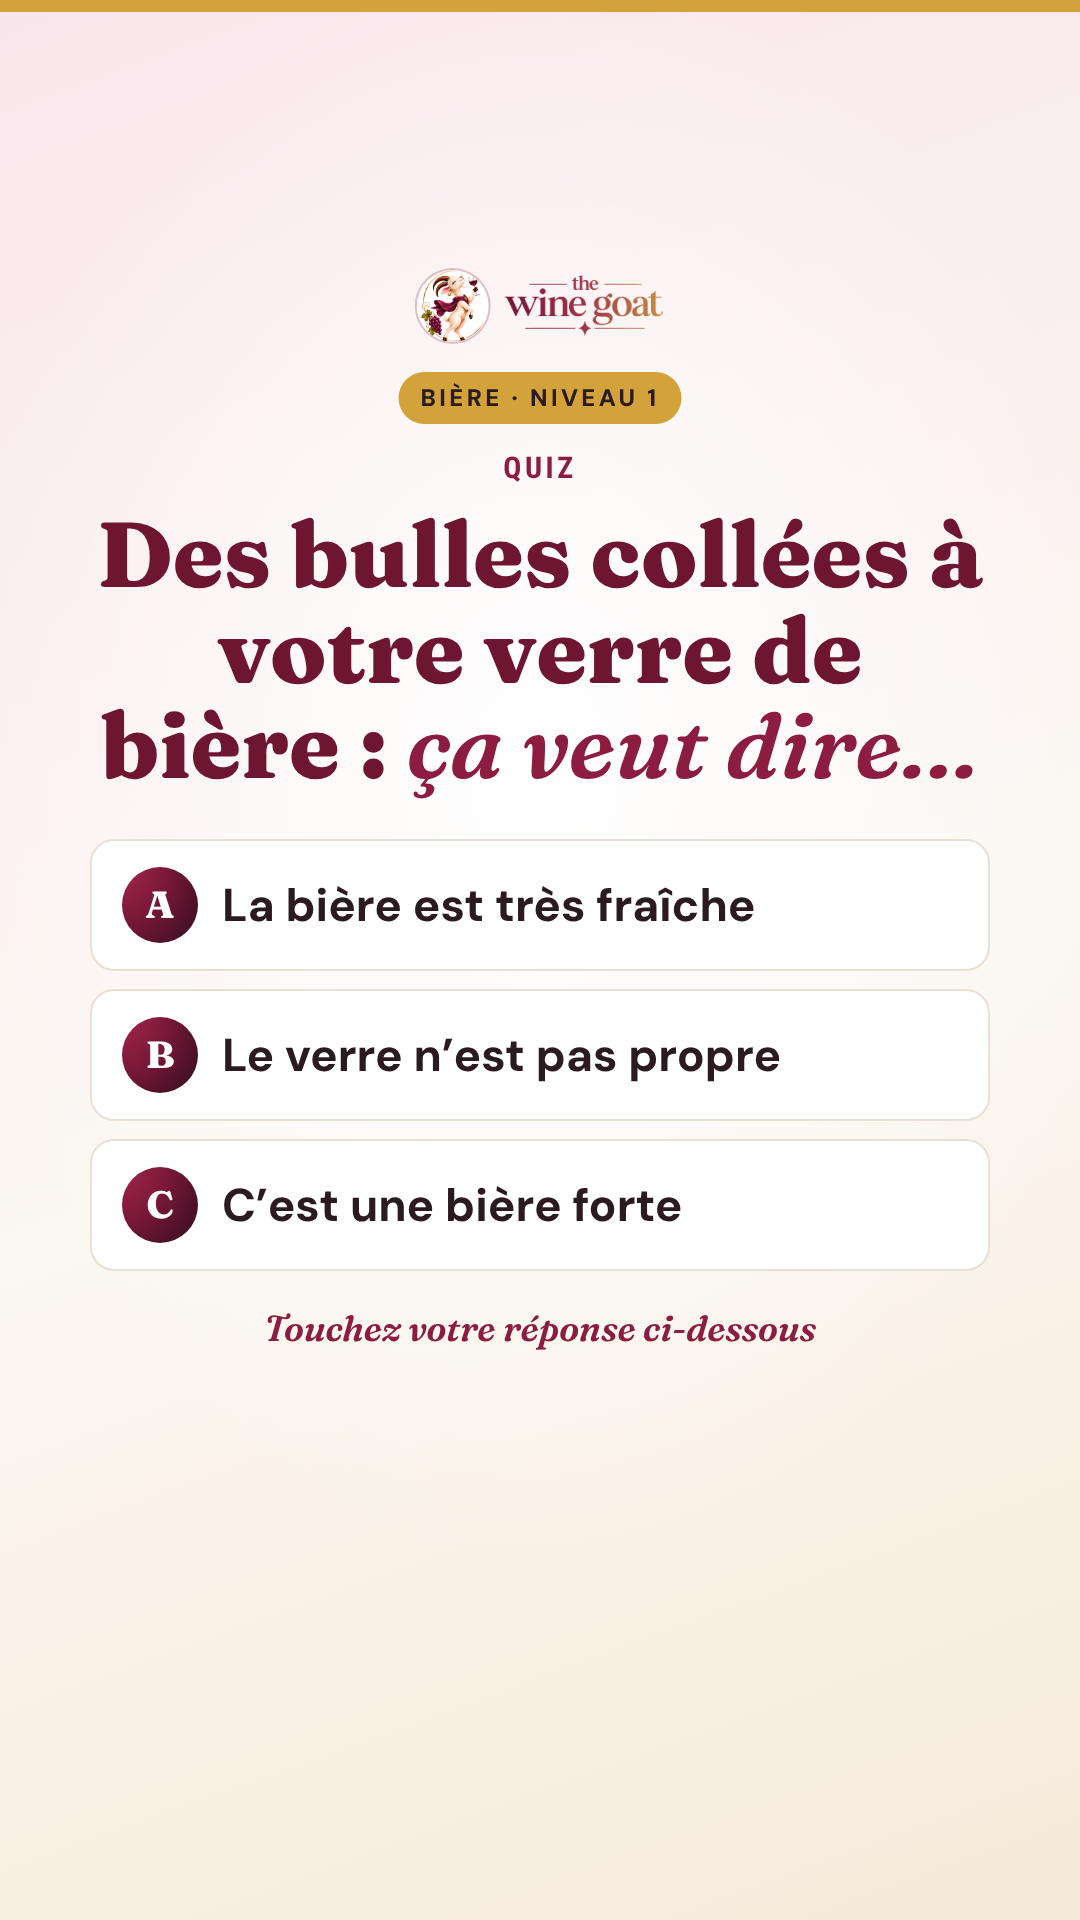 the
wine goat
BIÈRE · NIVEAU 1
QUIZ
Des bulles collées à
votre verre de
bière : ça veut dire…
A La bière est très fraîche
B Le verre n’est pas propre
C C’est une bière forte
Touchez votre réponse ci-dessous